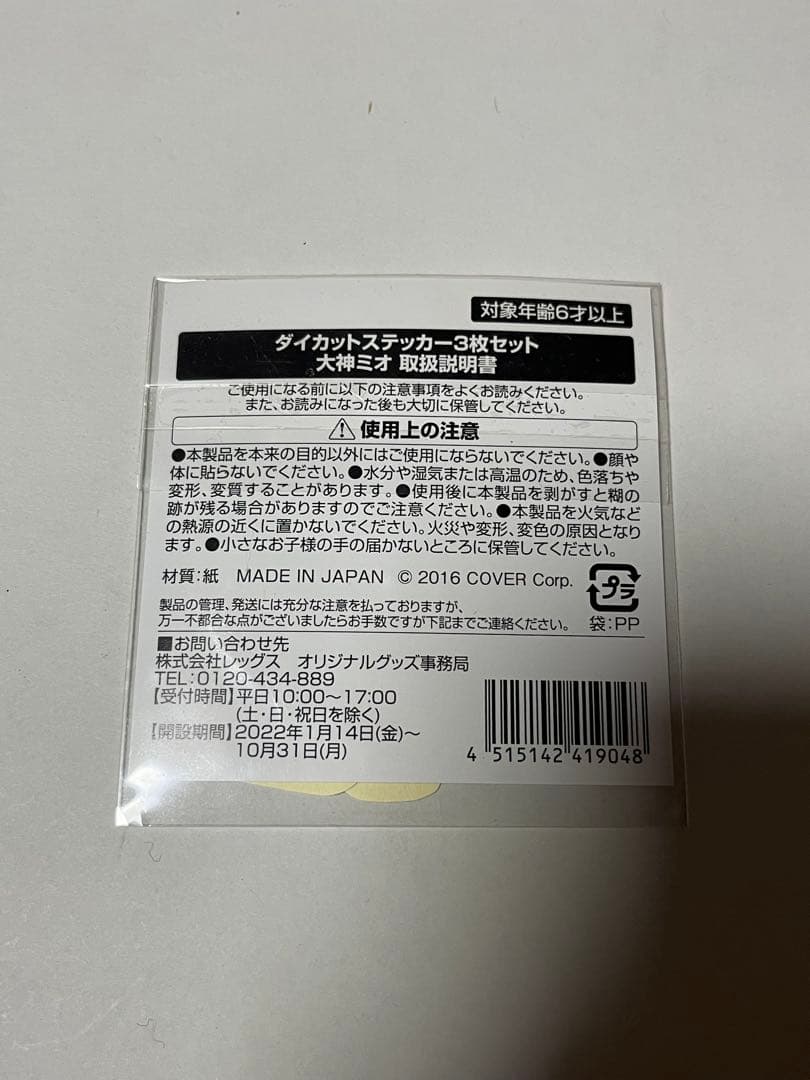 対象年齢6才以上
ダイカットステッカー3枚セット
大神ミオ 取扱説明書
ご使用になる前に以下の注意事項をよくお読みください。
また、お読みになった後も大切に保管してください。
⚠ 使用上の注意
●本製品を本来の目的以外にはご使用にならないでください。●顔や
体に貼らないでください。●水分や湿気または高温のため、色落ちや
変形、変質することがあります。●使用後に本製品を剥がすと糊の
跡が残る場合がありますのでご注意ください。●本製品を火気など
の熱源の近くに置かないでください。火災や変形、変色の原因となり
ます。●小さなお子様の手の届かないところに保管してください。
材質:紙 MADE IN JAPAN © 2016 COVER Corp.
プラ
製品の管理、発送には充分な注意を払っておりますが、
万一不都合な点がございましたらお手数ですが下記までご連絡ください。
袋:PP
■お問い合わせ先
株式会社レッグス オリジナルグッズ事務局
TEL:0120-434-889
【受付時間】平日10:00〜17:00
(土・日・祝日を除く)
【開設期間】2022年1月14日(金)〜
10月31日(月)
4 515142 419048